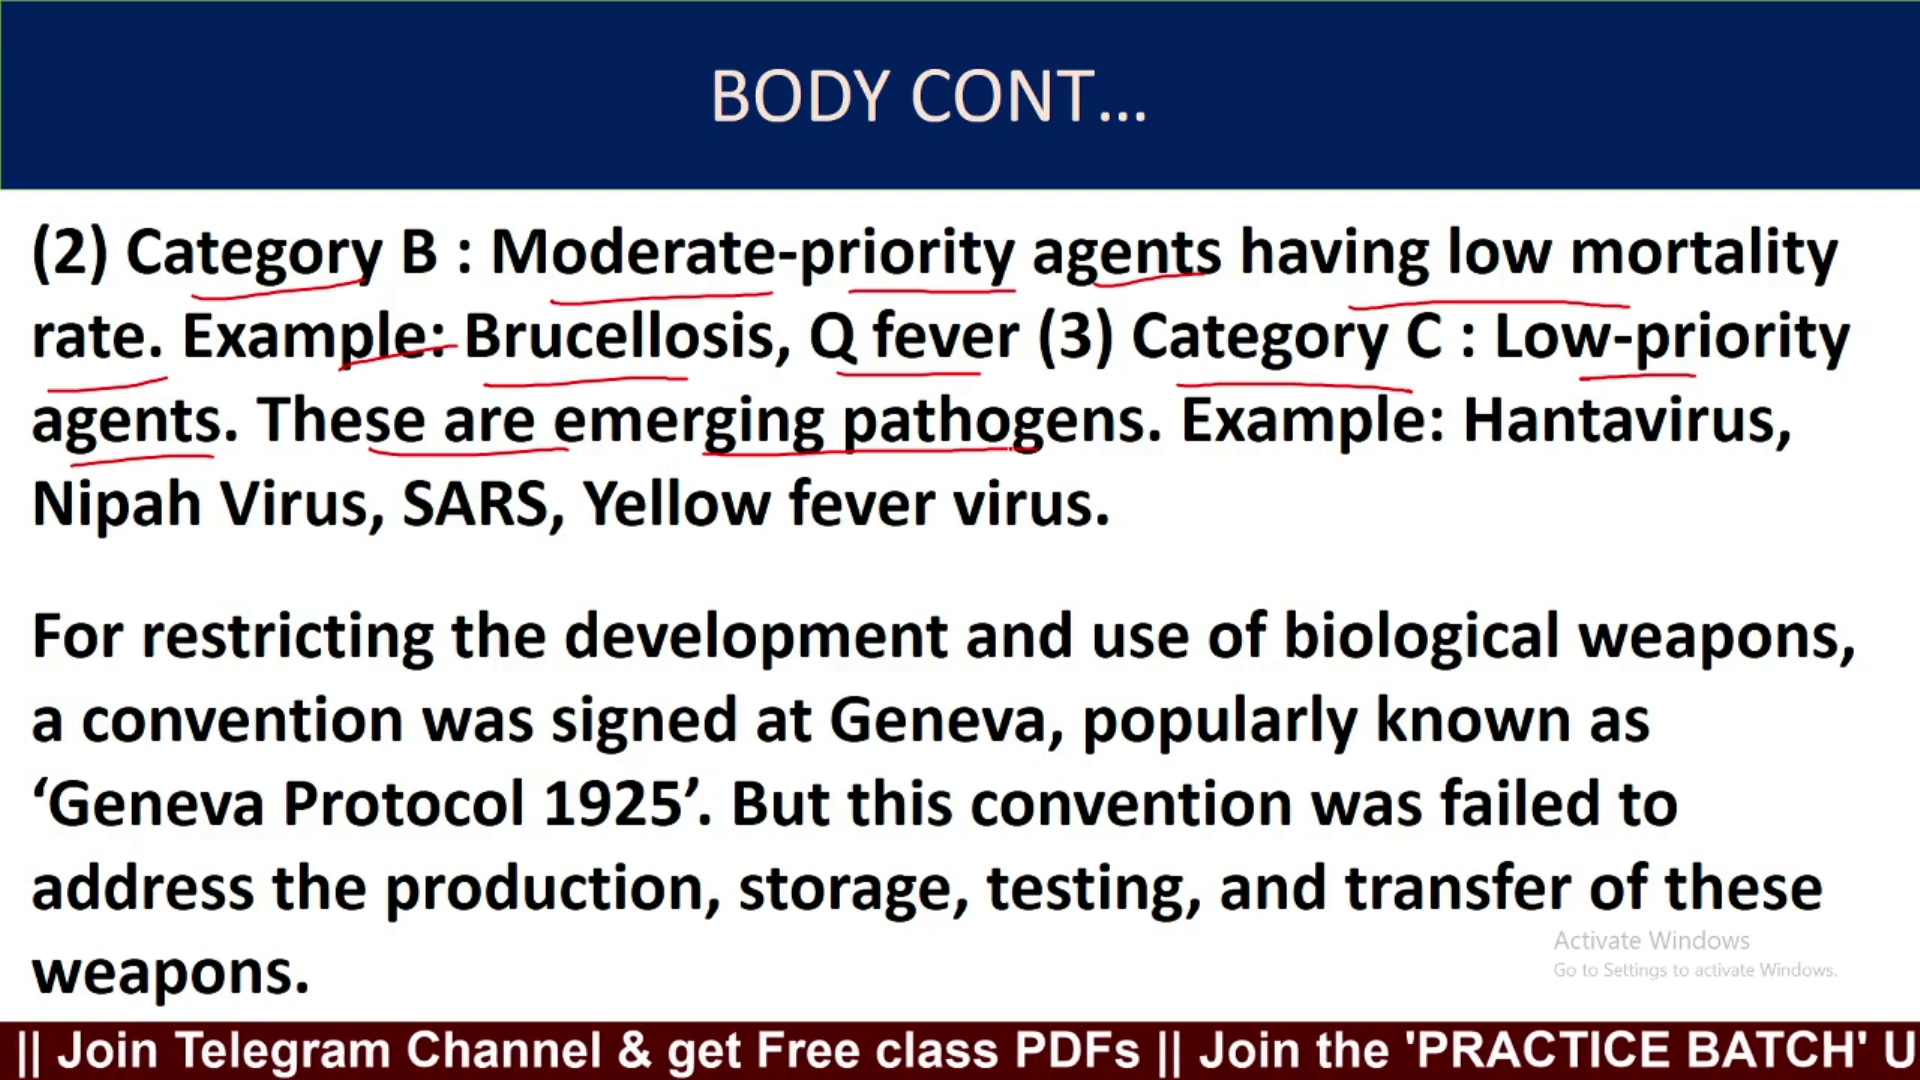 BODY CONT...
(2) Category B : Moderate-priority agents having low mortality
rate. Example: Brucellosis, Q fever (3) Category C : Low-priority
agents. These are emerging pathogens. Example: Hantavirus,
Nipah Virus, SARS, Yellow fever virus.
For restricting the development and use of biological weapons,
a convention was signed at Geneva, popularly known as
‘Geneva Protocol 1925’. But this convention was failed to
address the production, storage, testing, and transfer of these
weapons.
Activate Windows
Go to Settings to activate Windows.
|| Join Telegram Channel & get Free class PDFs || Join the 'PRACTICE BATCH' U